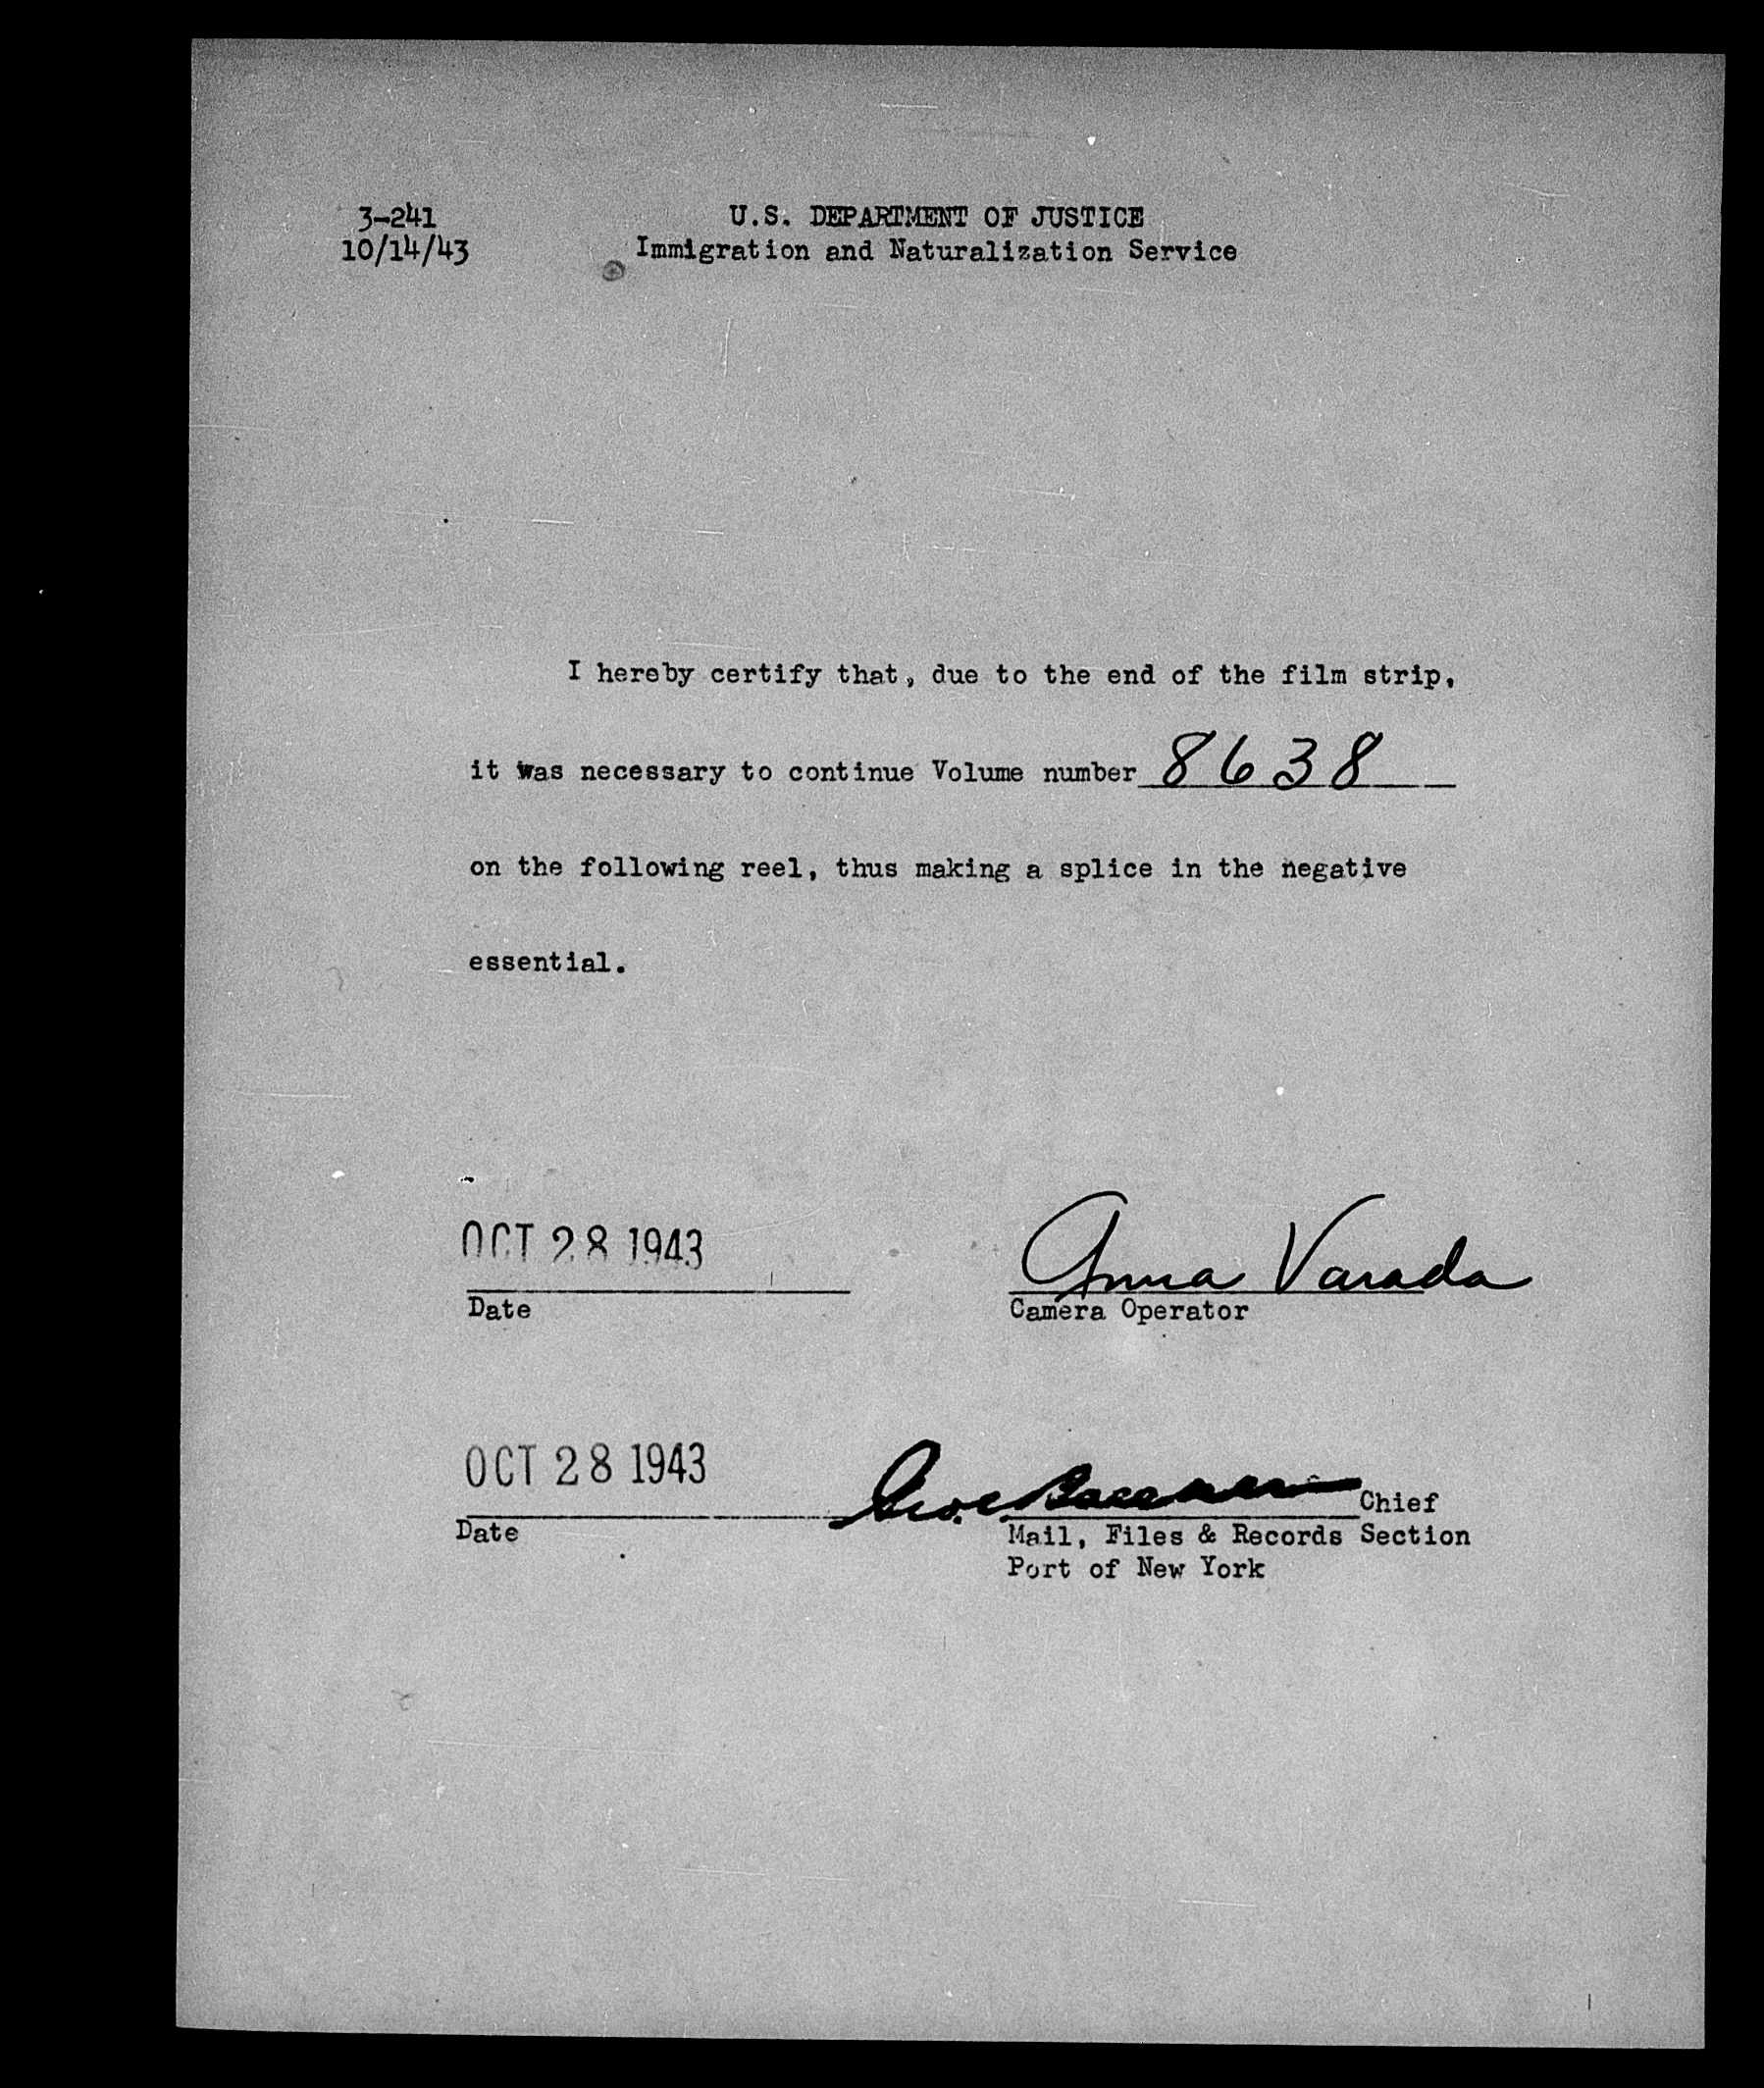 3-241
10/14/43
U.S. DEPARTMENT OF JUSTICE
Immigration and Naturalization Service
I hereby certify that, due to the end of the film strip,
it was necessary to continue Volume number 8638
on the following reel, thus making a splice in the negative
essential.
OCT 28 1943
Date
Anna Varada
Camera Operator
OCT 28 1943
Date
Chief
Mail, Files & Records Section
Port of New York